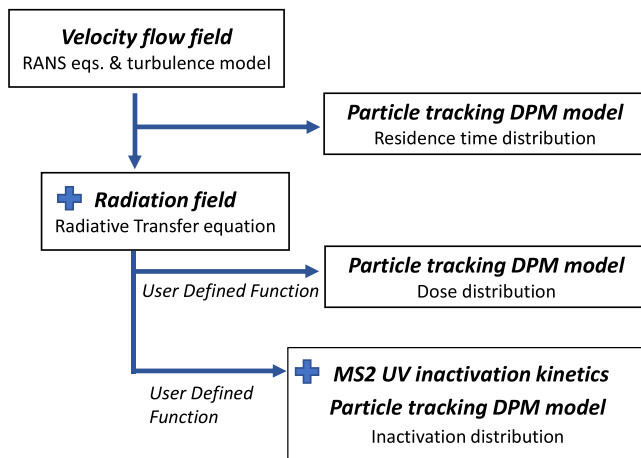 Velocity flow field
RANS eqs. & turbulence model
Particle tracking DPM model
Residence time distribution
Radiation field
Radiative Transfer equation
Particle tracking DPM model
Dose distribution
User Defined Function
MS2 UV inactivation kinetics
Particle tracking DPM model
Inactivation distribution
User Defined
Function